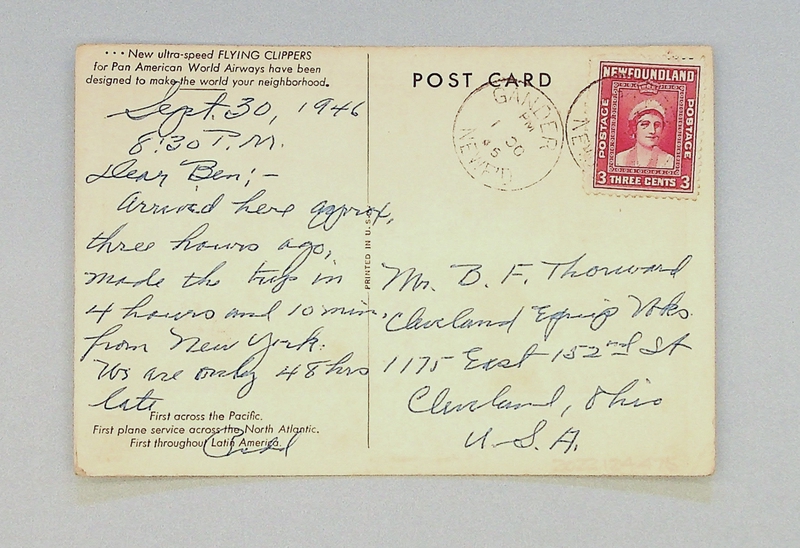 • • • New ultra-speed FLYING CLIPPERS
for Pan American World Airways have been
designed to make the world your neighborhood.
Sept. 30, 1946
8:30 P.M.
Dear Ben;-
Arrived here approx,
three hours ago,
made the trip in
4 hours and 10 min,
from New York.
We are only 48 hrs
late
First across the Pacific.
First plane service across the North Atlantic.
First throughout Latin America.
PRINTED IN U.S.A.
POST CARD
GANDER
PM
NEWF'D
NEWFOUNDLAND
POSTAGE
POSTAGE
3 THREE CENTS 3
Mr. B. F. Thorward
Cleveland Equip Wks.
1175 East 152nd St
Cleveland, Ohio
U.S.A.